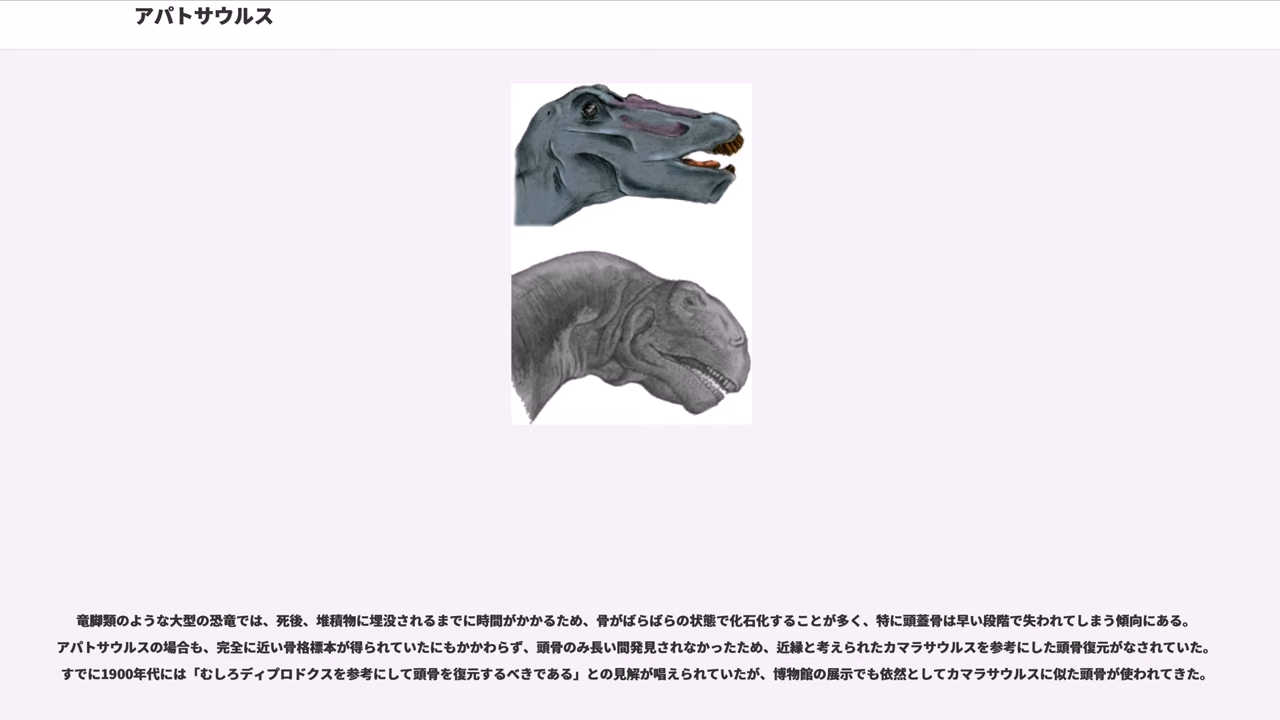 アパトサウルス
竜脚類のような大型の恐竜では、死後、堆積物に埋没されるまでに時間がかかるため、骨がばらばらの状態で化石化することが多く、特に頭蓋骨は早い段階で失われてしまう傾向にある。
アパトサウルスの場合も、完全に近い骨格標本が得られていたにもかかわらず、頭骨のみ長い間発見されなかったため、近縁と考えられたカマラサウルスを参考にした頭骨復元がなされていた。
すでに1900年代には「むしろディプロドクスを参考にして頭骨を復元するべきである」との見解が唱えられていたが、博物館の展示でも依然としてカマラサウルスに似た頭骨が使われてきた。